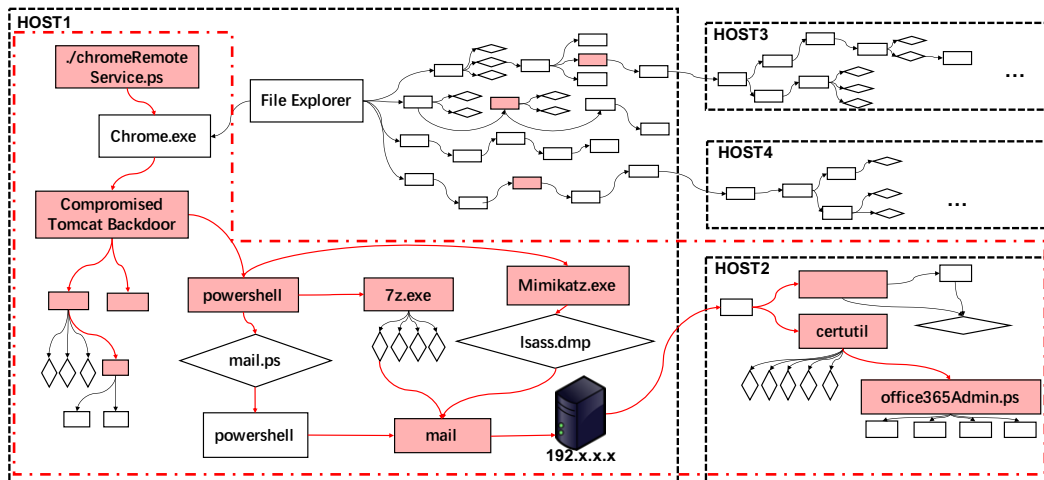 HOST1
./chromeRemote
Service.ps
File Explorer
Chrome.exe
Compromised
Tomcat Backdoor
powershell
7z.exe
Mimikatz.exe
mail.ps
lsass.dmp
powershell
mail
192.x.x.x
HOST3
...
HOST4
...
HOST2
certutil
office365Admin.ps